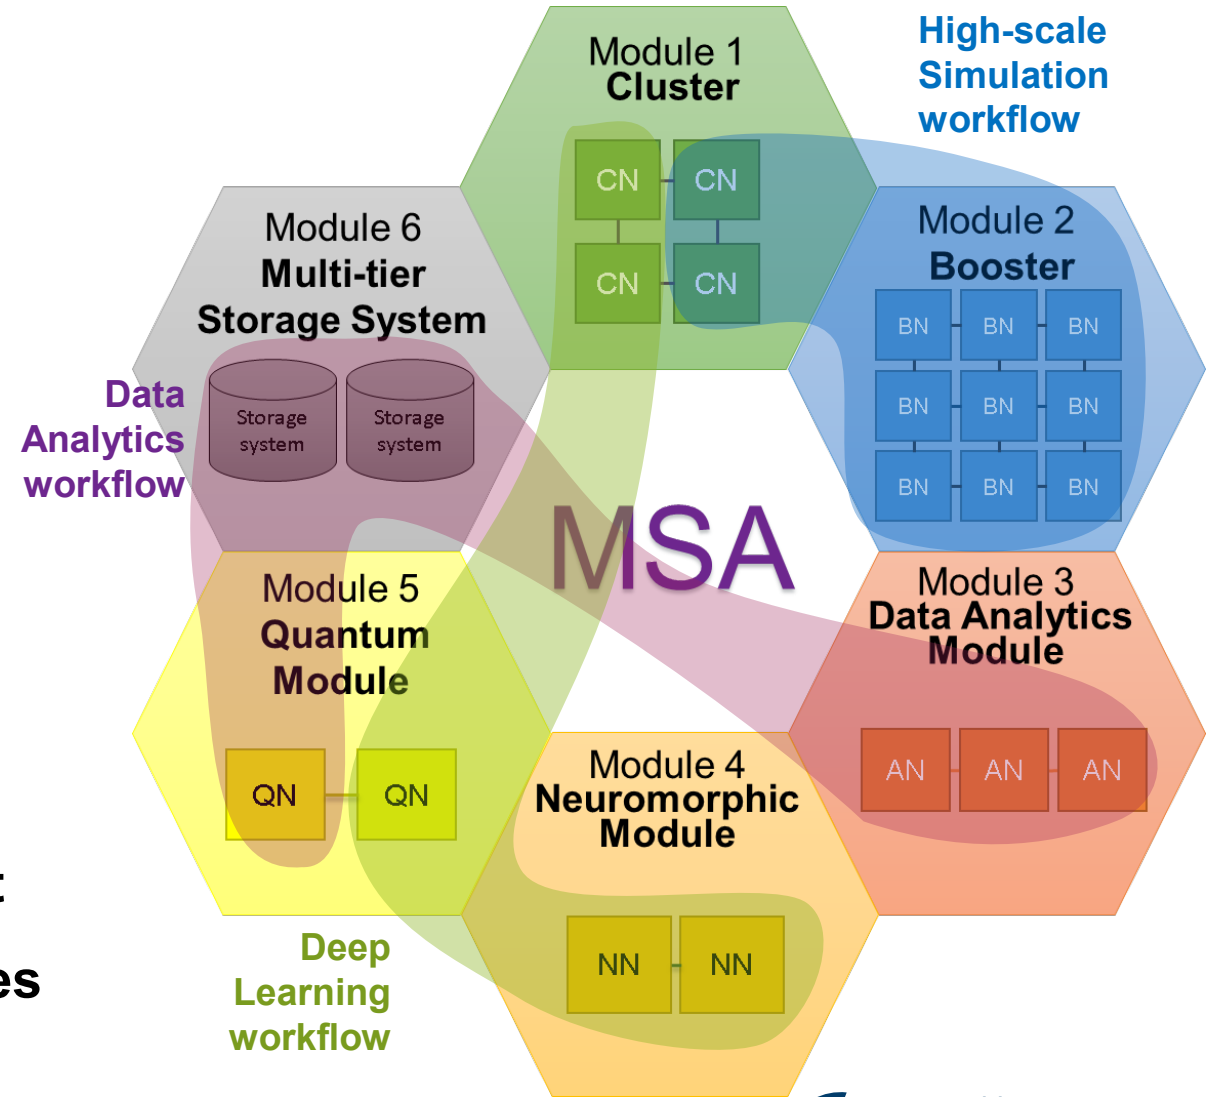 Module 1
Cluster
CN CN
CN CN
High-scale
Simulation
workflow
Module 2
Booster
BN BN BN
BN BN BN
BN BN BN
Module 6
Multi-tier
Storage System
Storage
system
Storage
system
Data
Analytics
workflow
MSA
Module 5
Quantum
Module
QN QN
Module 3
Data Analytics
Module
AN AN AN
Module 4
Neuromorphic
Module
NN NN
Deep
Learning
workflow